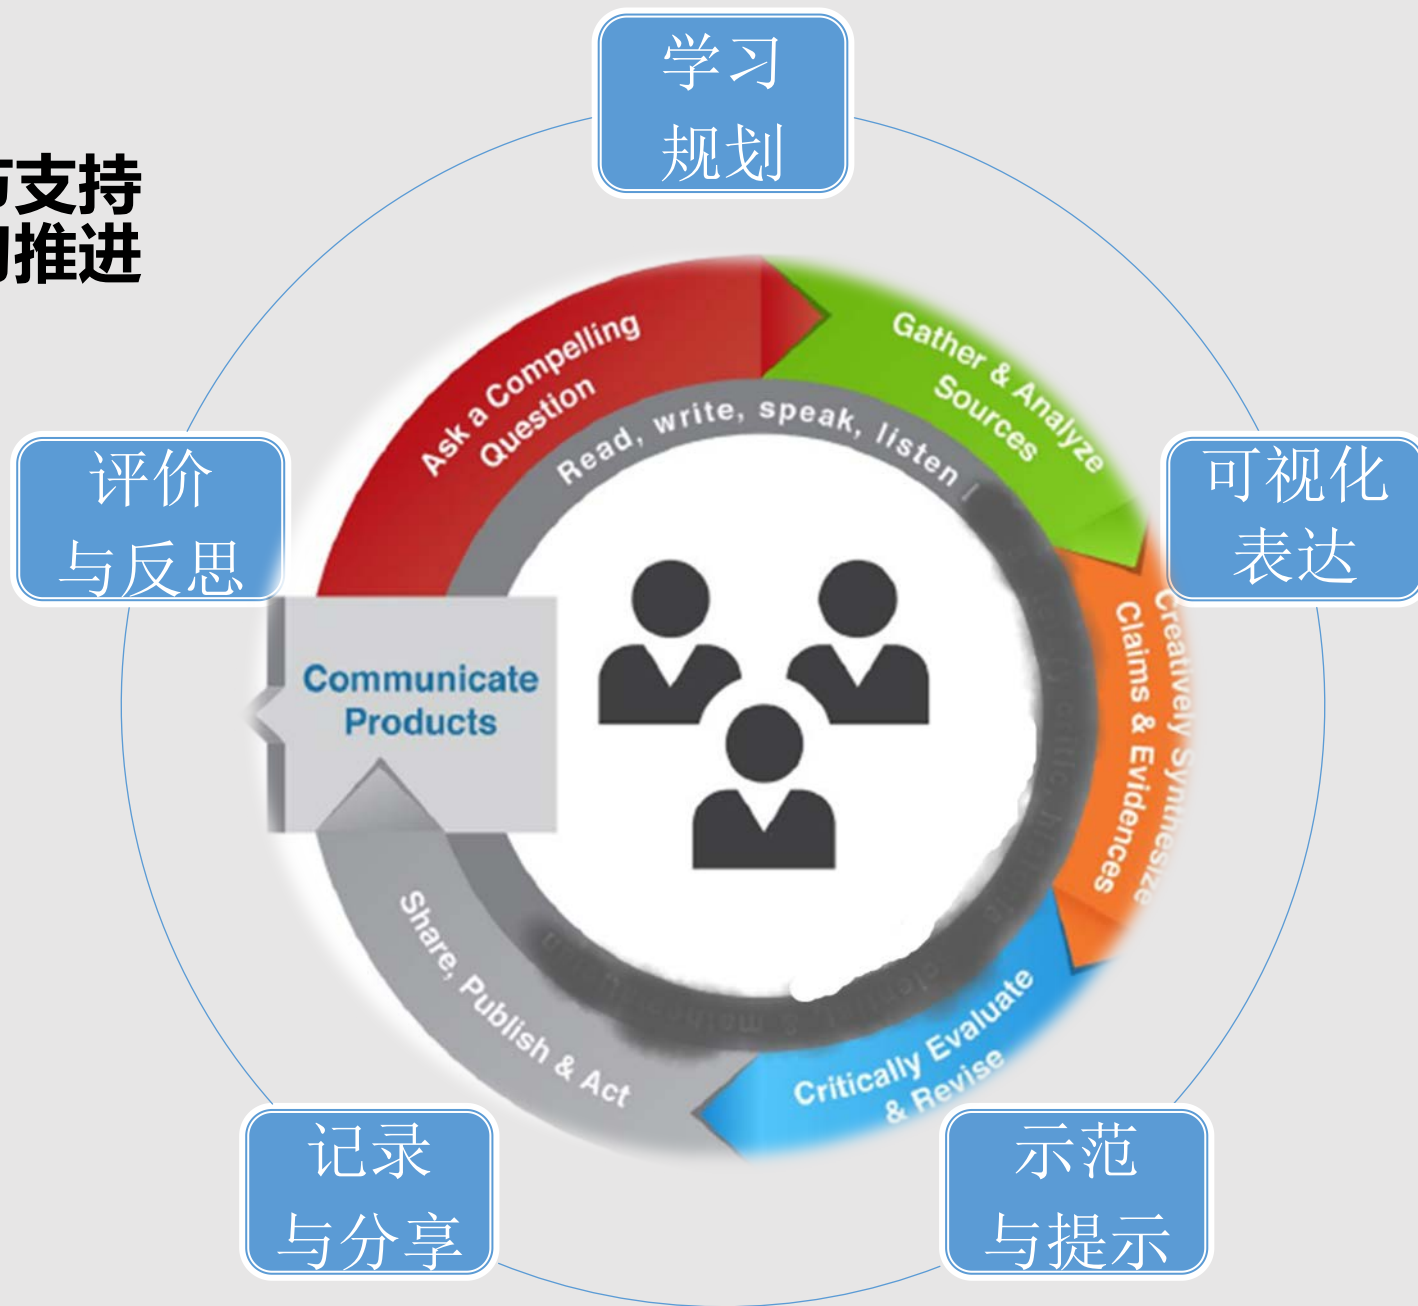 学习
规划
支持
推进
Ask a Compelling
Question
Gather & Analyze
Sources
Read, write, speak, listen
评价
与反思
可视化
表达
Creatively Synthesize
Claims & Evidences
Communicate
Products
Share, Publish & Act
Critically Evaluate
& Revise
记录
与分享
示范
与提示